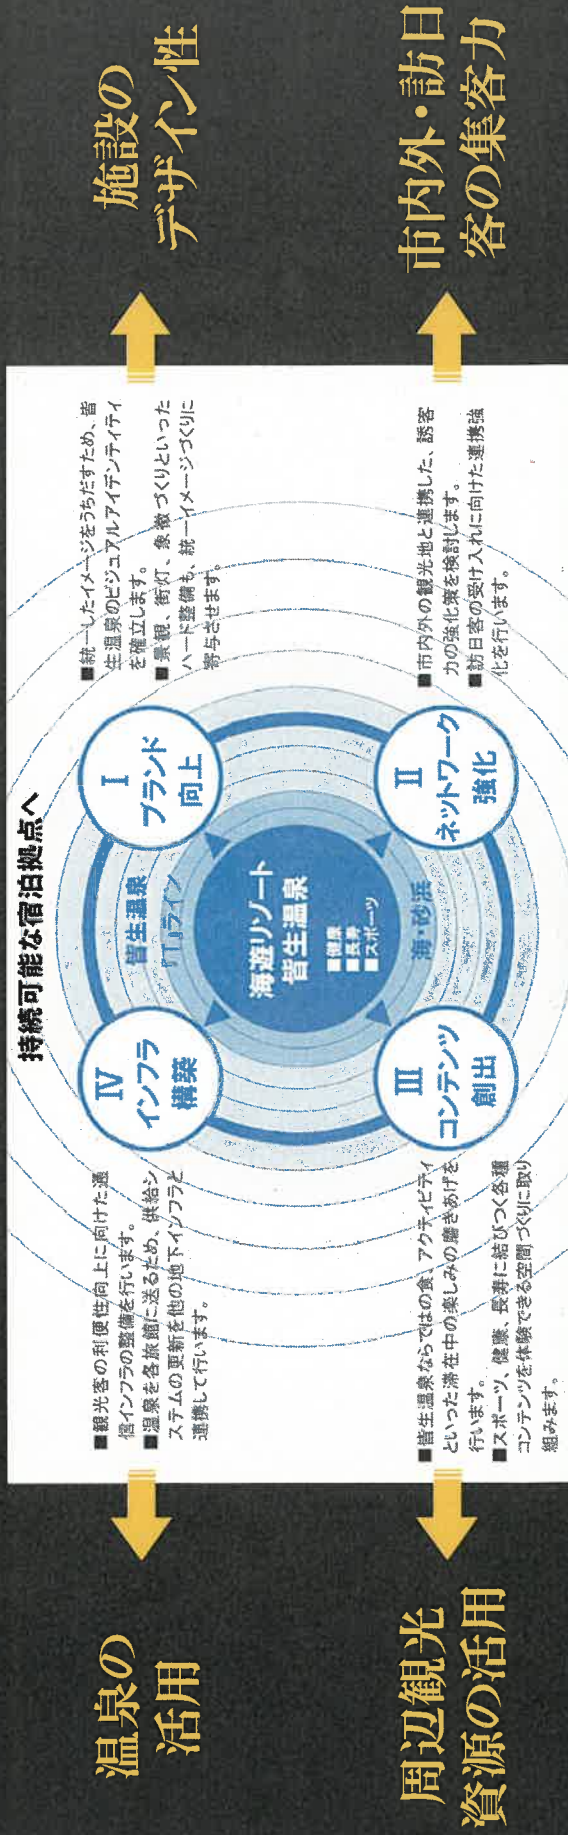 持続可能な宿泊拠点へ
温泉の
活用
■観光客の利便性向上に向けた通
信インフラの整備を行います。
■温泉を各旅館に送るため、供給シ
ステムの更新を他の地下インフラと
連携して行います。
Ⅳ
インフラ
構築
Ⅰ
ブランド
向上
■統一したイメージをうちだすため、皆
生温泉のビジュアルアイデンティティ
を確立します。
■景観、街灯、象徴づくりといった
ハード整備も、統一イメージづくりに
寄与させます。
施設の
デザイン性
皆生温泉
「T」ライン
海遊リゾート
皆生温泉
■健康
■長寿
■スポーツ
海・砂浜
周辺観光
資源の活用
■皆生温泉ならではの食、アクティビティ
といった滞在中の楽しみの磨きあげを
行います。
■スポーツ、健康、長寿に結びつく各種
コンテンツを体験できる空間づくりに取り
組みます。
Ⅲ
コンテンツ
創出
Ⅱ
ネットワーク
強化
■市内外の観光地と連携した、誘客
力の強化策を検討します。
■訪日客の受け入れに向けた連携強
化を行います。
市内外・訪日
客の集客力